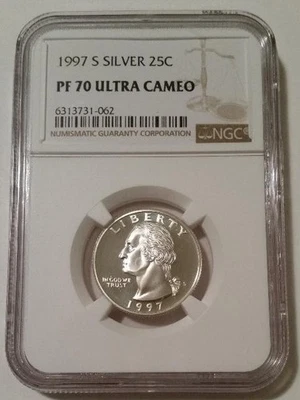 1997 S SILVER 25C
PF 70 ULTRA CAMEO
6313731-062
NUMISMATIC GUARANTY CORPORATION
NGC
LIBERTY
IN GOD WE
TRUST
S
1997